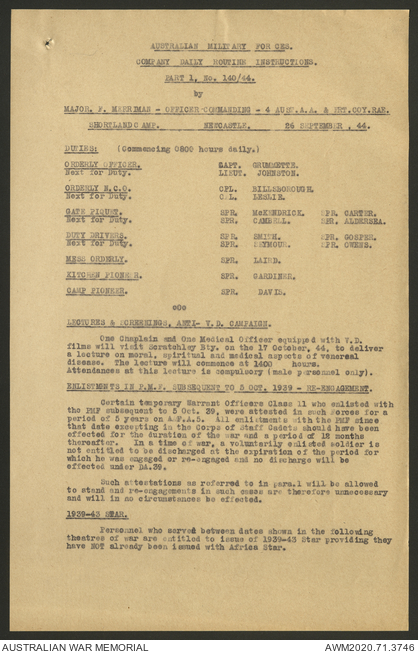 AUSTRALIAN MILITARY FORCES.
COMPANY DAILY ROUTINE INSTRUCTIONS.
PART 1, No. 140/44.
by
MAJOR. F. MERRIMAN - OFFICER COMMANDING - 4 AUST.A.A. & FRT.COY.RAE.
SHORTLAND CAMP. NEWCASTLE. 26 SEPTEMBER , 44.
DUTIES: (Commencing 0800 hours daily.)
ORDERLY OFFICER. CAPT. GRUMMETTE.
Next for Duty. LIEUT. JOHNSTON.
ORDERLY N.C.O. CPL. BILLSBOROUGH.
Next for Duty. CPL. LESLIE.
GATE PIQUET. SPR. McKENDRICK. SPR. CARTER.
Next for Duty. SPR. CAMBELL. SPR. ALDERSEA.
DUTY DRIVERS. SPR. SMITH. SPR. GOSPER.
Next for Duty. SPR. SEYMOUR. SPR. OWENS.
MESS ORDERLY. SPR. LAIRD.
KITCHEN PIONEER. SPR. GARDINER.
CAMP PIONEER. SPR. DAVIS.
oOo
LECTURES & SCREENINGS, ANTI- V.D. CAMPAIGN.
One Chaplain and One Medical Officer equipped with V.D.
films will visit Scratchley Bty. on the 17 October, 44, to deliver
a lecture on moral, spiritual and medical aspects of venereal
disease. The lecture will commence at 1400 hours.
Attendances at this lecture is compulsory (male personnel only).
ENLISTMENTS IN P.M.F. SUBSEQUENT TO 5 OCT. 1939 - RE-ENGAGEMENT.
Certain temporary Warrant Officers Class 11 who enlisted with
the PMF subsequent to 5 Oct. 39, were attested in such Forces for a
period of 5 years on A.F.A.5. All enlistments with the PMF since
that date excepting in the Corps of Staff Cadets should have been
effected for the duration of the war and a period of 12 months
thereafter. In a time of war, a voluntarily enlisted soldier is
not entitled to be discharged at the expiration of the period for
which he was engaged or re-engaged and no discharge will be
effected under DA.39.
Such attestations as referred to in para.1 will be allowed
to stand and re-engagements in such cases are therefore unnecessary
and will in no circumstances be effected.
1939-43 STAR.
Personnel who served between dates shown in the following
theatres of war are entitled to issue of 1939-43 Star providing they
have NOT already been issued with Africa Star.
AUSTRALIAN WAR MEMORIAL AWM2020.71.3746